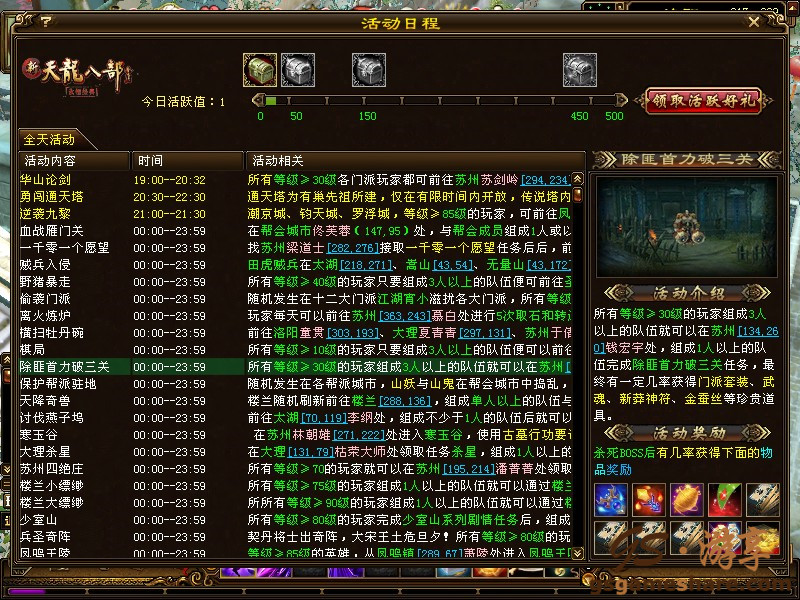 ?
活动日程
新天龍八部
今日活跃值：1
0 50 150 450 500
领取活跃好礼
全天活动
活动内容 时间 活动相关
华山论剑 19:00--20:32 所有等级≥30级各门派玩家都可前往苏州苏剑岭[294,234
勇闯通天塔 20:30--22:30 通天塔为有巢先祖所建，仅在有限时间内开放，传说塔内
逆袭九黎 21:00--21:30 潮京城、钧天城、罗浮城，等级≥85级的玩家，可前往凤
血战雁门关 00:00--23:59 在帮会城市佟芙蓉（147,95）处，与帮会成员组成1人或以
一千零一个愿望 00:00--23:59 找苏州梁道士[282,276]接取一千零一个愿望任务后后，前
贼兵入侵 00:00--23:59 田虎贼兵在太湖[218,271]、嵩山[43,54]、无量山[43,172]
野猪暴走 00:00--23:59 所有等级≥40级的玩家只要组成3人以上的队伍便可前往圣
偷袭门派 00:00--23:59 随机发生在十二大门派江湖宵小滋扰各大门派，所有等级
离火炼炉 00:00--23:59 玩家每天可以前往苏州[363,243]慕白处进行5次取石和转运
横扫牡丹碗 00:00--23:59 前往洛阳童贯[303,193]、大理夏青青[297,131]、苏州于倩
棋局 00:00--23:59 所有等级≥10级的玩家只要组成3人以上的队伍便可以前往
除匪首力破三关 00:00--23:59 所有等级≥30级的玩家组成3人以上的队伍就可以在苏州[
保护帮派驻地 00:00--23:59 随机发生在各帮派城市，山妖与山鬼在帮会城市中捣乱，
天降奇兽 00:00--23:59 楼兰随机刷新前往楼兰[288,136]，组成单人以上的队伍与
讨伐燕子坞 00:00--23:59 前往太湖[70,119]李纲处，组成不少于1人的队伍后就可以
寒玉谷 00:00--23:59 在苏州林朝雄[271,222]处进入寒玉谷，使用古墓行功要诀
大理杀星 00:00--23:59 在大理[131,79]枯荣大师处领取任务杀星，组成1人以上的
苏州四绝庄 00:00--23:59 所有等级≥70的玩家就可以在苏州[195,214]潘菁菁处领取
楼兰小缥缈 00:00--23:59 所有等级≥75级的玩家组成1人以上的队伍就可以通过楼兰
楼兰大缥缈 00:00--23:59 所所有等级≥90级的玩家组成1人以上的队伍就可以通过
少室山 00:00--23:59 所有等级≥80级的玩家完成少室山系列剧情任务后，组成
兵圣奇阵 00:00--23:59 契丹将士出奇阵，大宋王土危旦夕！所有等级≥80级的玩
凤鸣王陵 00:00--23:59 等级≥85级的英雄，从凤鸣镇[289,67]萧陵处进入凤鸣王陵
除匪首力破三关
活动介绍
所有等级≥30级的玩家组成3人
以上的队伍就可以在苏州[134,26
0]钱宏宇处，组成1人以上的队
伍完成除匪首力破三关任务，最
终有一定几率获得门派套装、武
魂、新莽神符、金蚕丝等珍贵道
具。
活动奖励
杀死BOSS后有几率获得下面的物
品奖励
游享